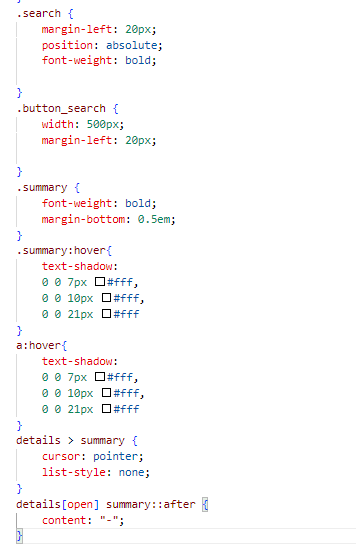 }
.search {
margin-left: 20px;
position: absolute;
font-weight: bold;
}
.button_search {
width: 500px;
margin-left: 20px;
}
.summary {
font-weight: bold;
margin-bottom: 0.5em;
}
.summary:hover{
text-shadow:
0 0 7px #fff,
0 0 10px #fff,
0 0 21px #fff
}
a:hover{
text-shadow:
0 0 7px #fff,
0 0 10px #fff,
0 0 21px #fff
}
details > summary {
cursor: pointer;
list-style: none;
}
details[open] summary::after {
content: "-";
}